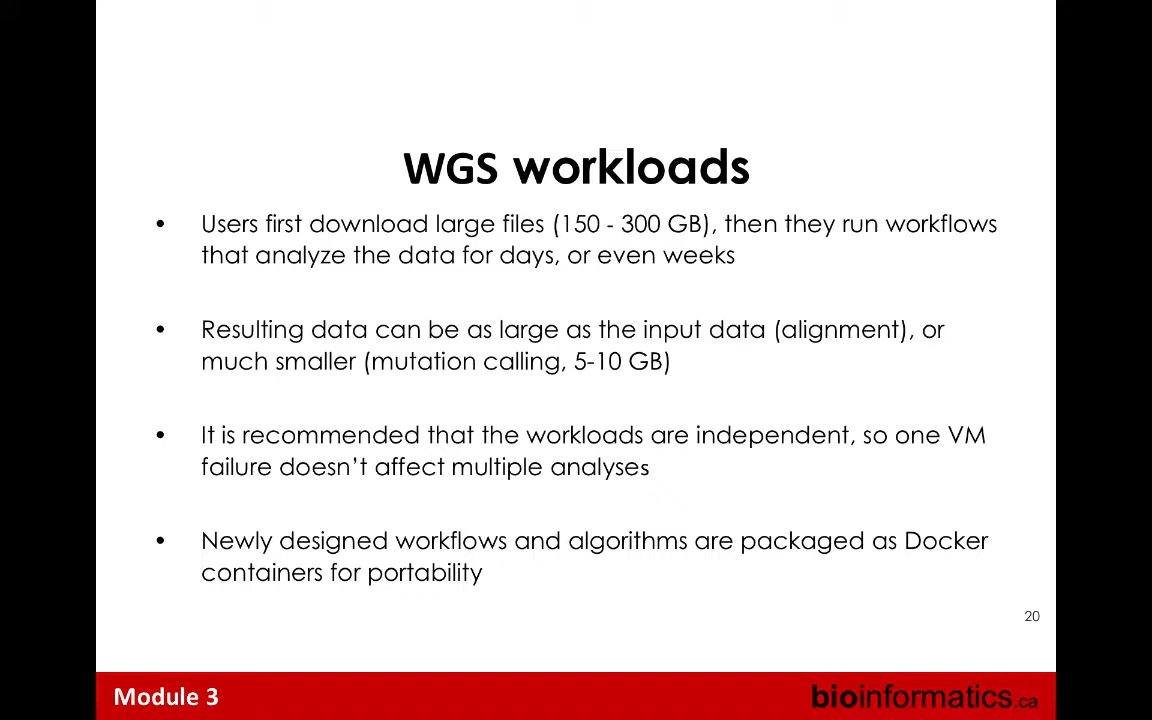 WGS workloads
• Users first download large files (150 - 300 GB), then they run workflows
that analyze the data for days, or even weeks
• Resulting data can be as large as the input data (alignment), or
much smaller (mutation calling, 5-10 GB)
• It is recommended that the workloads are independent, so one VM
failure doesn’t affect multiple analyses
• Newly designed workflows and algorithms are packaged as Docker
containers for portability
20
Module 3
bioinformatics.ca